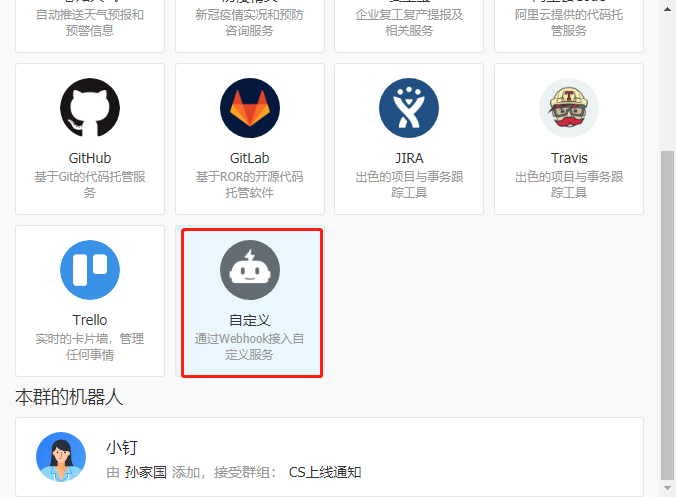 自动推送天气预报和
预警信息
新冠疫情实况和预防
咨询服务
企业复工复产提报及
相关服务
阿里云提供的代码托
管服务
GitHub
基于Git的代码托管服
务
GitLab
基于ROR的开源代码
托管软件
JIRA
出色的项目与事务跟
踪工具
Travis
出色的项目与事务跟
踪工具
Trello
实时的卡片墙，管理
任何事情
自定义
通过Webhook接入自
定义服务
本群的机器人
小钉
由 孙家国 添加，接受群组： CS上线通知